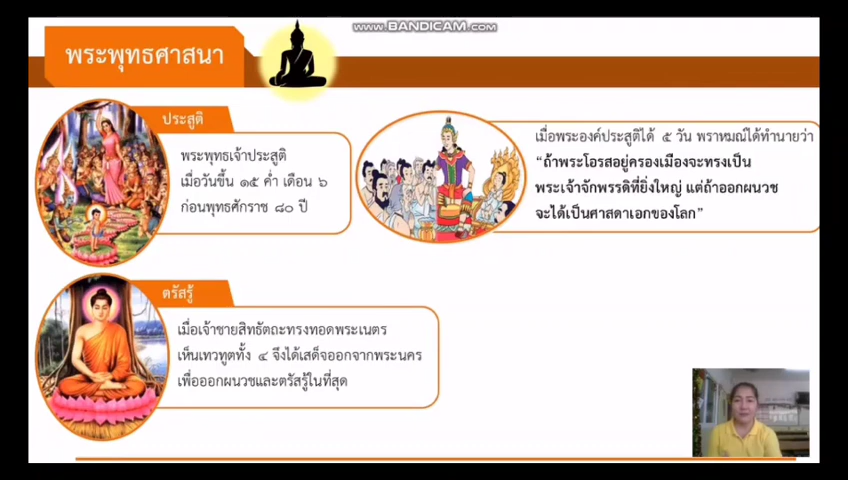 www.BANDICAM.com
พระพุทธศาสนา
ประสูติ
พระพุทธเจ้าประสูติ
เมื่อวันขึ้น ๑๕ ค่ำ เดือน ๖
ก่อนพุทธศักราช ๘๐ ปี
เมื่อพระองค์ประสูติได้ ๕ วัน พราหมณ์ได้ทำนายว่า
“ถ้าพระโอรสอยู่ครองเมืองจะทรงเป็น
พระเจ้าจักพรรดิที่ยิ่งใหญ่ แต่ถ้าออกผนวช
จะได้เป็นศาสดาเอกของโลก”
ตรัสรู้
เมื่อเจ้าชายสิทธัตถะทรงทอดพระเนตร
เห็นเทวทูตทั้ง ๔ จึงได้เสด็จออกจากพระนคร
เพื่อออกผนวชและตรัสรู้ในที่สุด